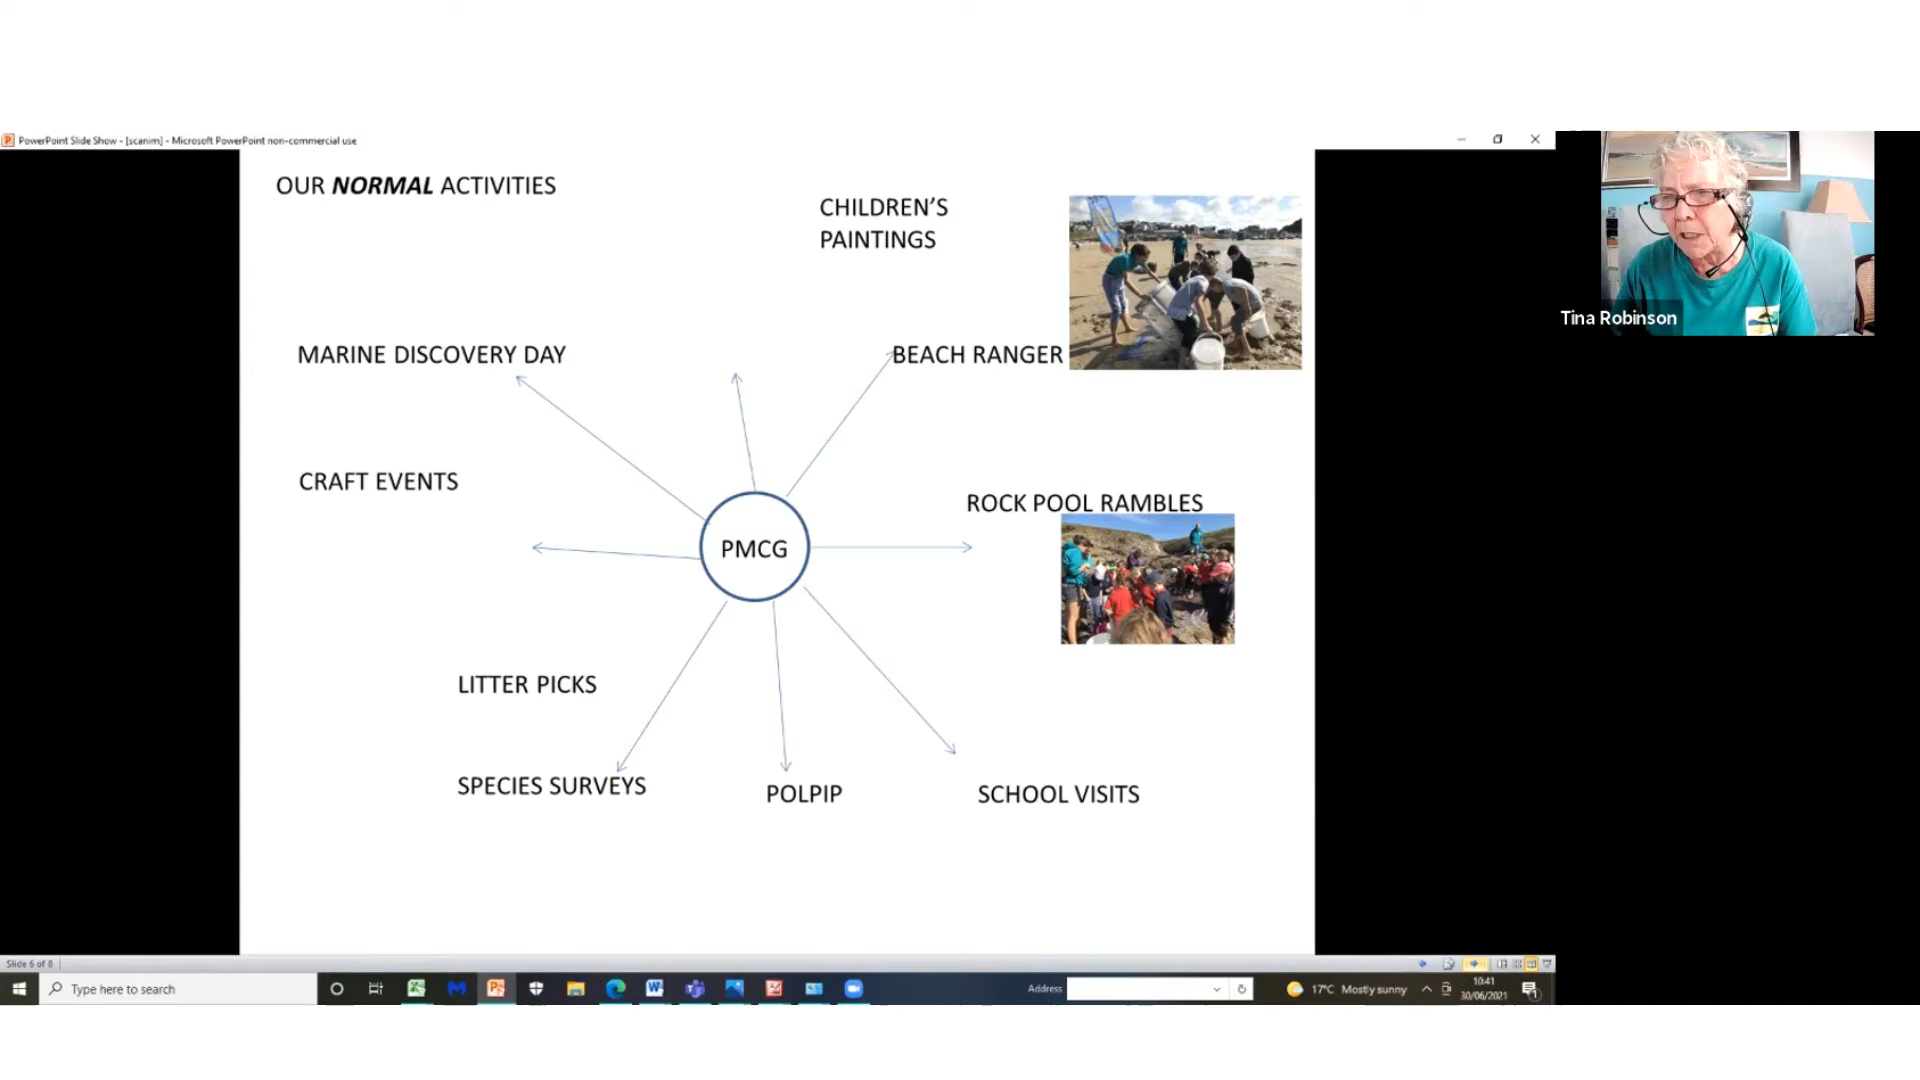 PowerPoint Slide Show - [scanim] - Microsoft PowerPoint non-commercial use
OUR NORMAL ACTIVITIES
CHILDREN'S
PAINTINGS
MARINE DISCOVERY DAY
BEACH RANGER
CRAFT EVENTS
ROCK POOL RAMBLES
PMCG
LITTER PICKS
SPECIES SURVEYS
POLPIP
SCHOOL VISITS
Tina Robinson
Slide 6 of 8
Type here to search
Address
17°C Mostly sunny
10:41
30/06/2021